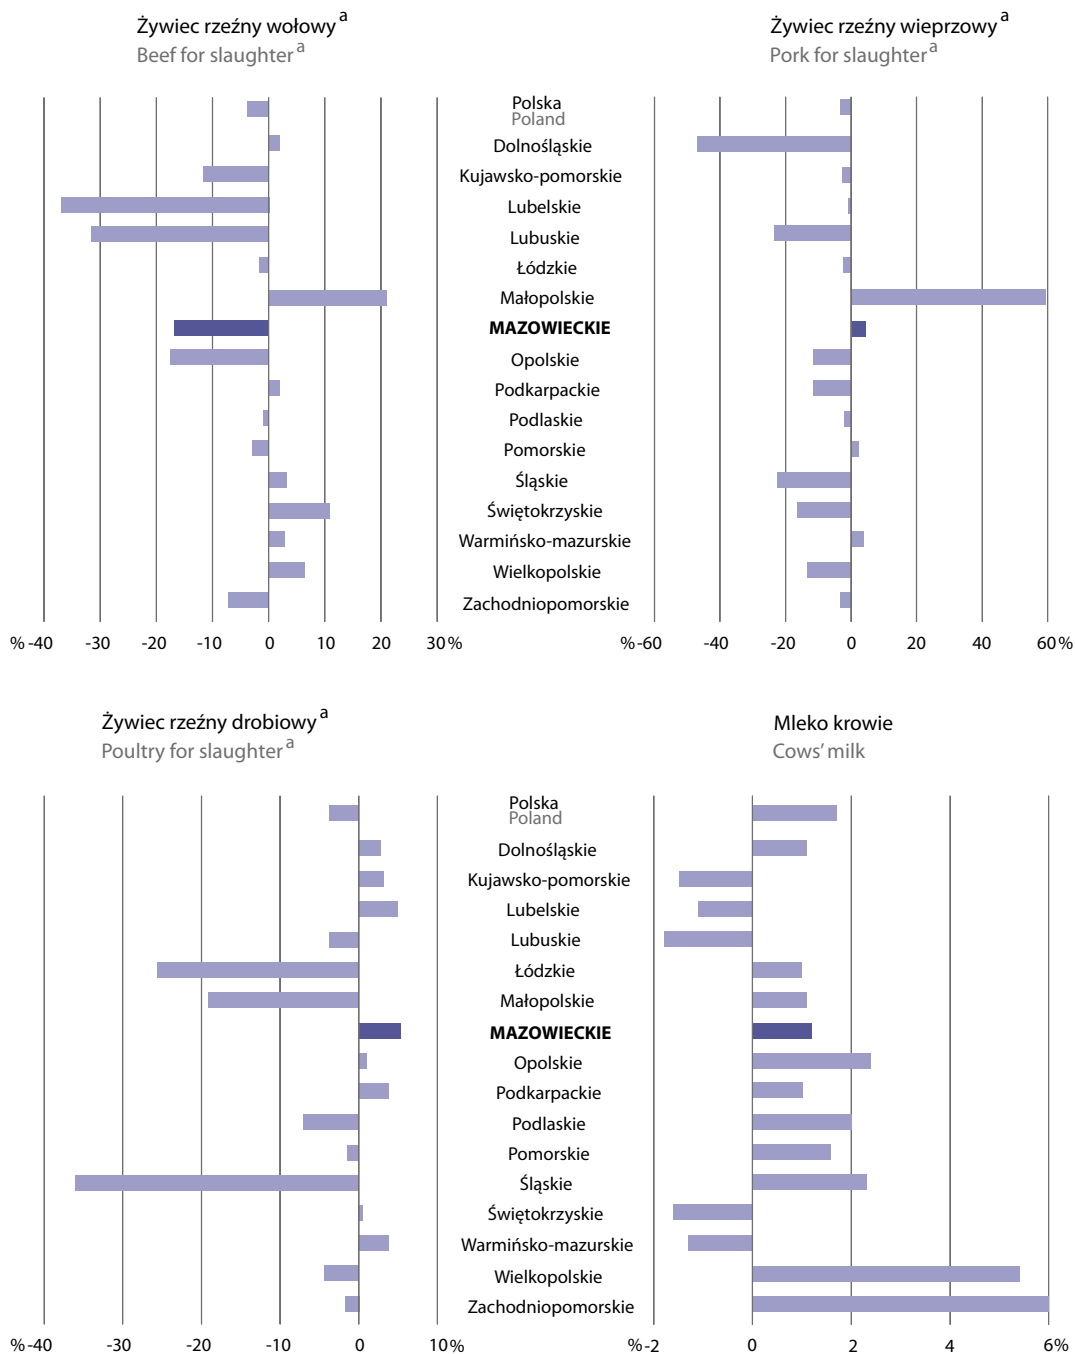 Żywiec rzeźny wołowy a
Beef for slaughter a
Żywiec rzeźny wieprzowy a
Pork for slaughter a
Polska
Poland
Dolnośląskie
Kujawsko-pomorskie
Lubelskie
Lubuskie
Łódzkie
Małopolskie
MAZOWIECKIE
Opolskie
Podkarpackie
Podlaskie
Pomorskie
Śląskie
Świętokrzyskie
Warmińsko-mazurskie
Wielkopolskie
Zachodniopomorskie
% -40 -30 -20 -10 0 10 20 30 %
% -60 -40 -20 0 20 40 60 %
Żywiec rzeźny drobiowy a
Poultry for slaughter a
Mleko krowie
Cows' milk
Polska
Poland
Dolnośląskie
Kujawsko-pomorskie
Lubelskie
Lubuskie
Łódzkie
Małopolskie
MAZOWIECKIE
Opolskie
Podkarpackie
Podlaskie
Pomorskie
Śląskie
Świętokrzyskie
Warmińsko-mazurskie
Wielkopolskie
Zachodniopomorskie
% -40 -30 -20 -10 0 10 %
% -2 0 2 4 6 %